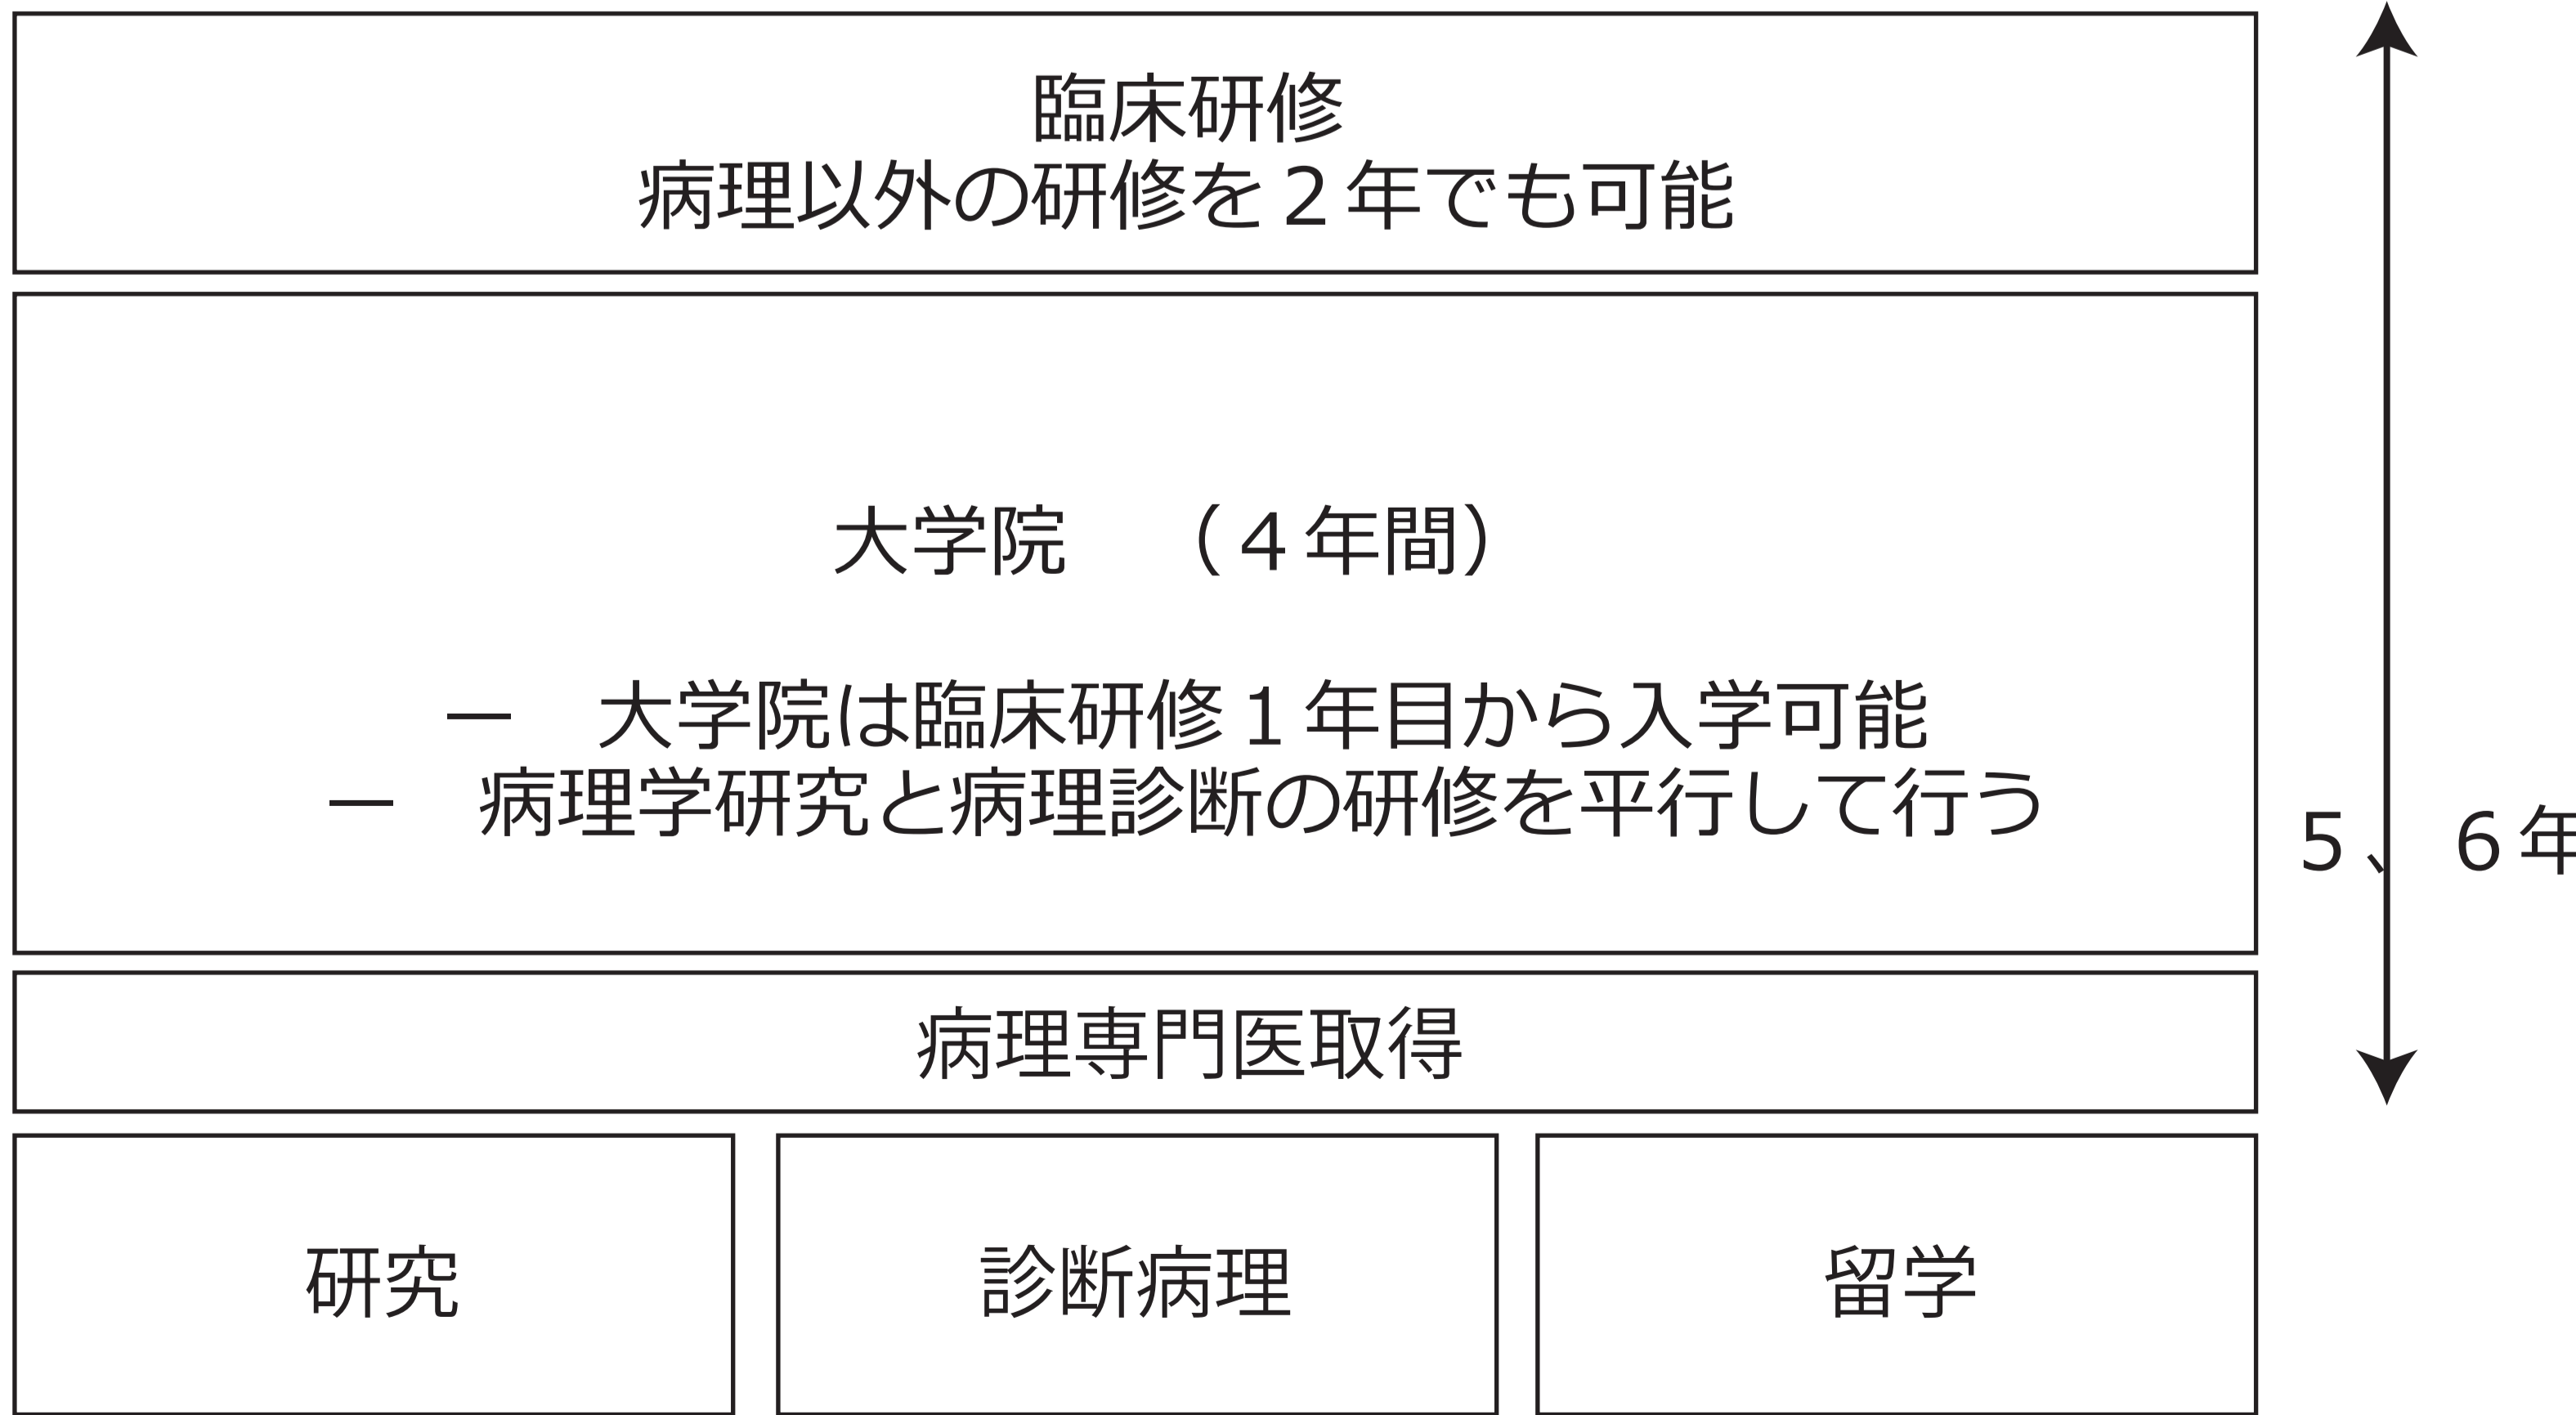 臨床研修
病理以外の研修を２年でも可能
大学院　（４年間）
－　大学院は臨床研修１年目から入学可能
－　病理学研究と病理診断の研修を平行して行う
５、６年
病理専門医取得
研究
診断病理
留学